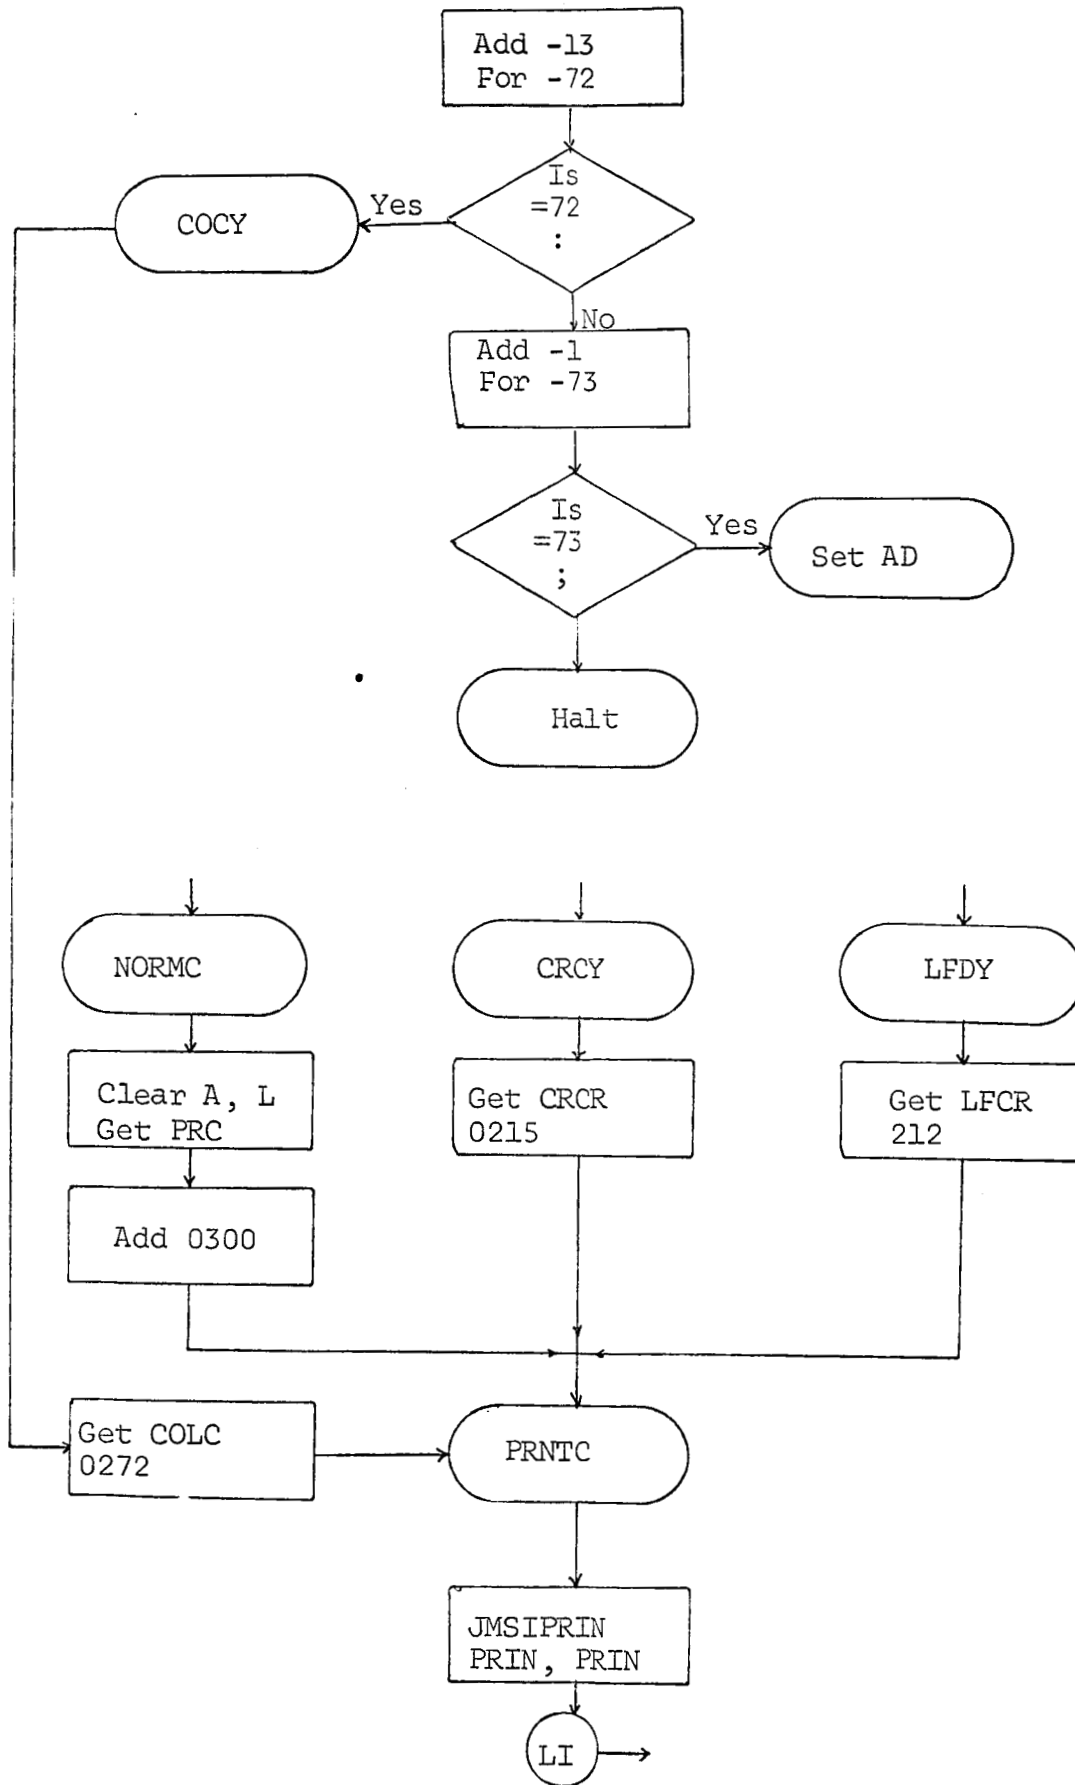 Add -13
For -72
Is
=72
:
Yes
COCY
No
Add -1
For -73
Is
=73
;
Yes
Set AD
Halt
NORMC
CRCY
LFDY
Clear A, L
Get PRC
Get CRCR
0215
Get LFCR
212
Add 0300
Get COLC
0272
PRNTC
JMSIPRIN
PRIN, PRIN
LI